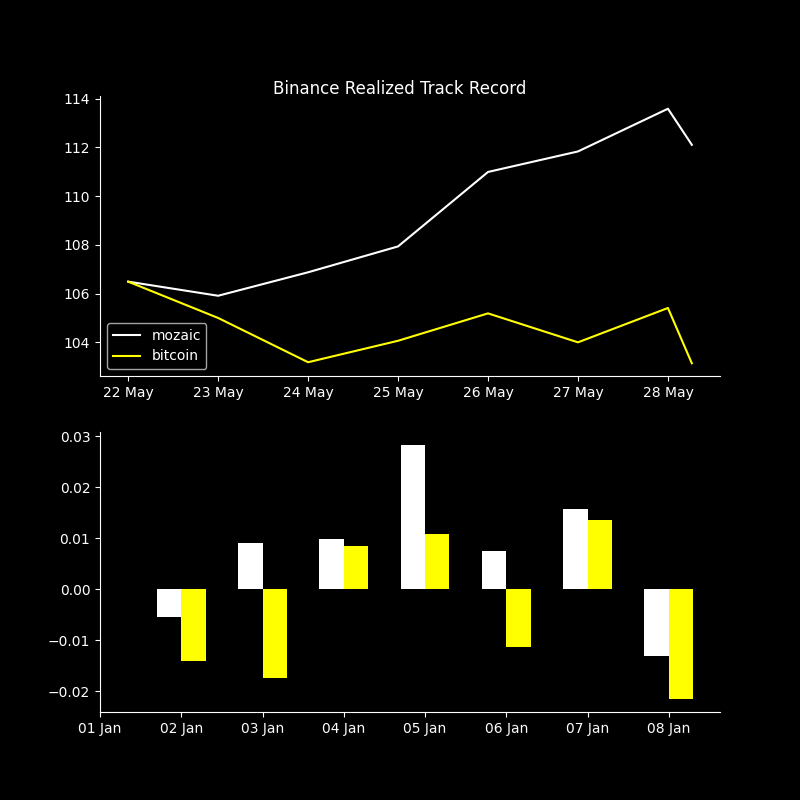 Binance Realized Track Record
114
112
110
108
106
104
mozaic
bitcoin
22 May 23 May 24 May 25 May 26 May 27 May 28 May
0.03
0.02
0.01
0.00
−0.01
−0.02
01 Jan 02 Jan 03 Jan 04 Jan 05 Jan 06 Jan 07 Jan 08 Jan